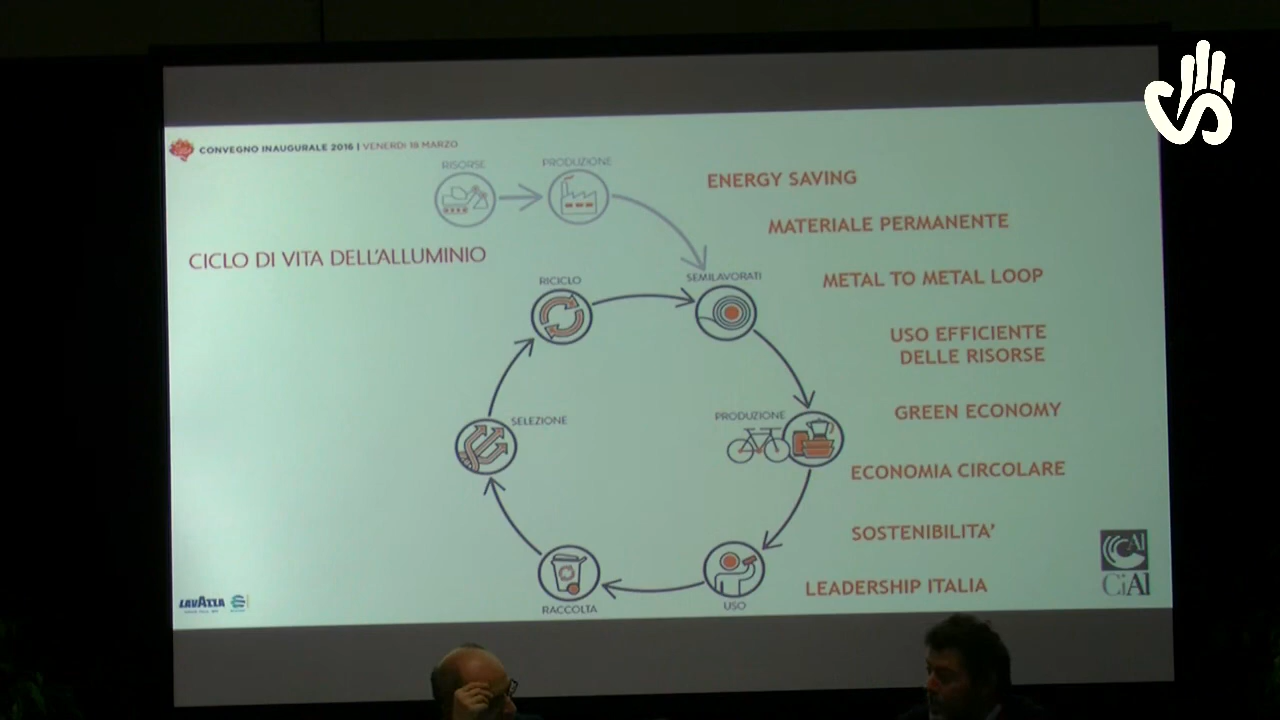 CONVEGNO INAUGURALE 2016 | VENERDI 18 MARZO
RISORSE
PRODUZIONE
ENERGY SAVING
MATERIALE PERMANENTE
CICLO DI VITA DELL'ALLUMINIO
RICICLO
SEMILAVORATI
METAL TO METAL LOOP
USO EFFICIENTE
DELLE RISORSE
SELEZIONE
PRODUZIONE
GREEN ECONOMY
ECONOMIA CIRCOLARE
SOSTENIBILITA'
LEADERSHIP ITALIA
RACCOLTA
USO
LAVAZZA
CiAl